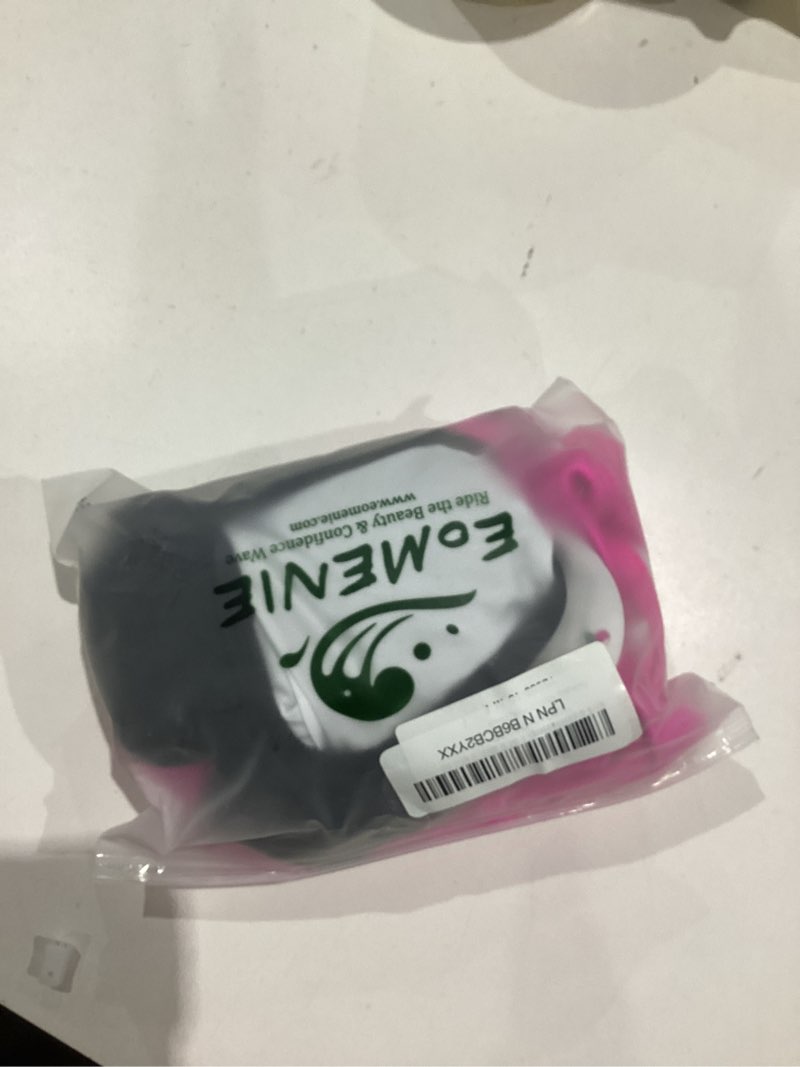 EOMENIE
Ride the Beauty & Confidence Wave
www.eomenie.com
LPN N B6BCB2YXX